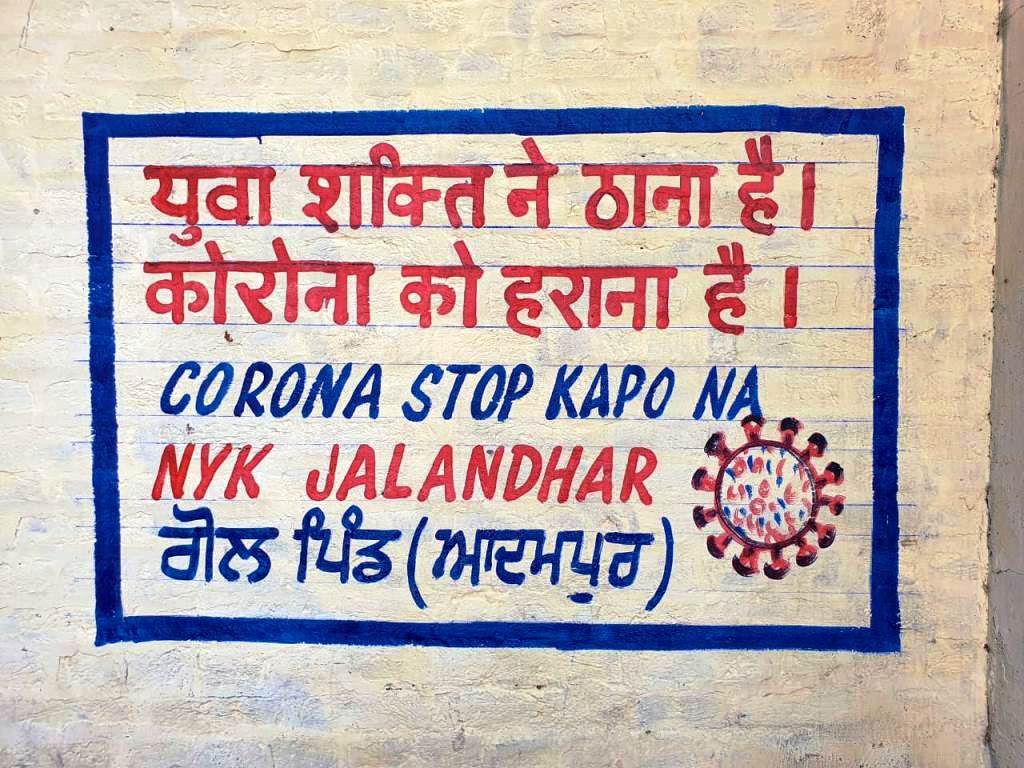 युवा शक्ति ने ठाना है।
कोरोना को हराना है।
CORONA STOP KAPO NA
NYK JALANDHAR
ਗੋਲ ਪਿੰਡ (ਆਦਮਪੁਰ)